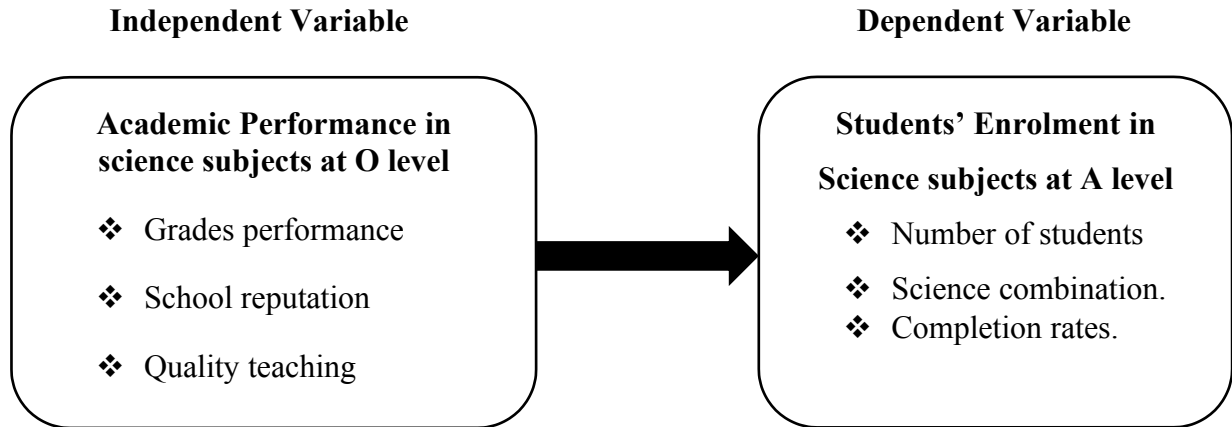 Independent Variable
Dependent Variable
Academic Performance in
science subjects at O level
❖ Grades performance
❖ School reputation
❖ Quality teaching
Students’ Enrolment in
Science subjects at A level
❖ Number of students
❖ Science combination.
❖ Completion rates.